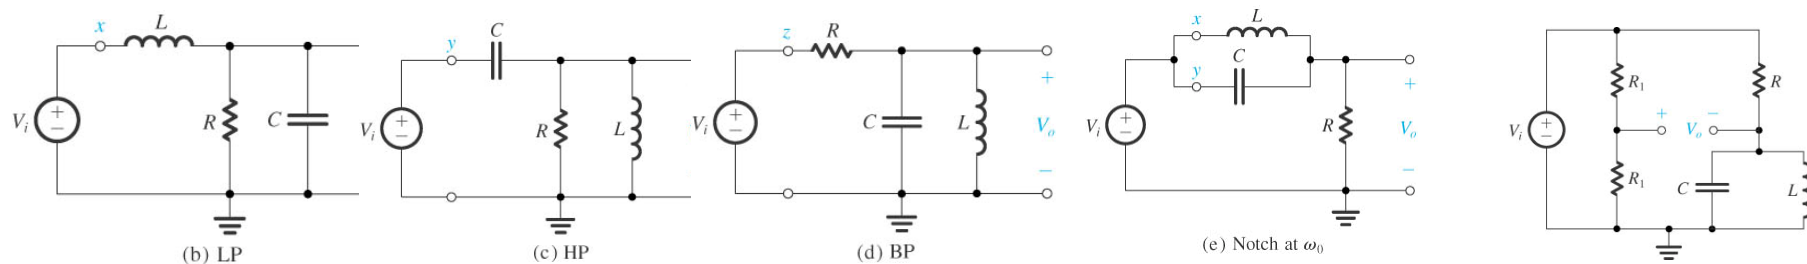 x
L
V_i
+
−
R
C
(b) LP
y
C
V_i
+
−
R
L
(c) HP
z
R
V_i
+
−
C
L
+
V_o
−
(d) BP
x
L
y
C
V_i
+
−
R
+
V_o
−
(e) Notch at ω_0
V_i
+
−
R_1
R
+
V_o
−
R_1
C
L